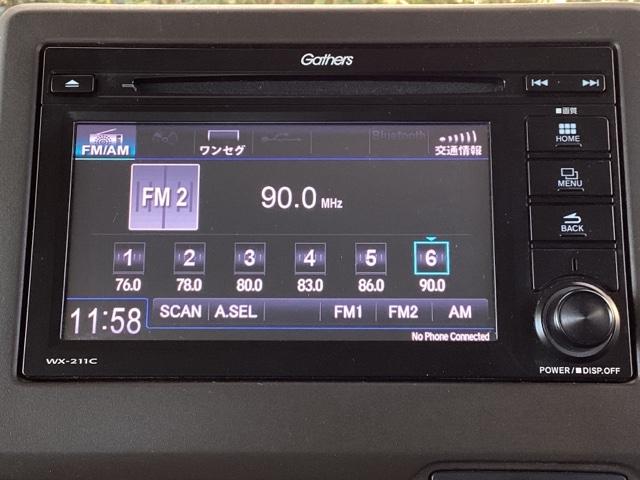 Gathers
■画質
HOME
MENU
BACK
FM/AM ワンセグ Bluetooth 交通情報
FM 2 90.0 MHz
1 2 3 4 5 6
76.0 78.0 80.0 83.0 86.0 90.0
11:58 SCAN A.SEL FM1 FM2 AM
No Phone Connected
WX-211C
POWER/■DISP.OFF